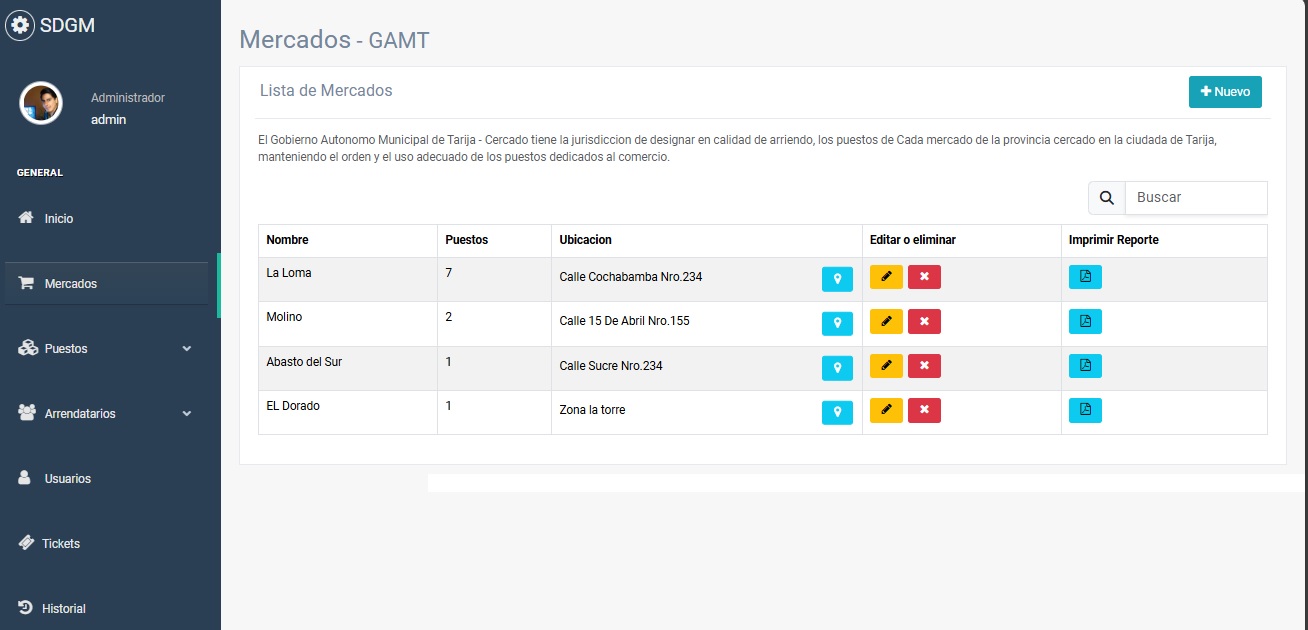 SDGM
Administrador
admin
GENERAL
Inicio
Mercados
Puestos
Arrendatarios
Usuarios
Tickets
Historial
Mercados - GAMT
Lista de Mercados
Nuevo
El Gobierno Autonomo Municipal de Tarija - Cercado tiene la jurisdiccion de designar en calidad de arriendo, los puestos de Cada mercado de la provincia cercado en la ciudad de Tarija,
manteniendo el orden y el uso adecuado de los puestos dedicados al comercio.
Buscar
Nombre Puestos Ubicacion Editar o eliminar Imprimir Reporte
La Loma 7 Calle Cochabamba Nro.234
Molino 2 Calle 15 De Abril Nro.155
Abasto del Sur 1 Calle Sucre Nro.234
EL Dorado 1 Zona la torre